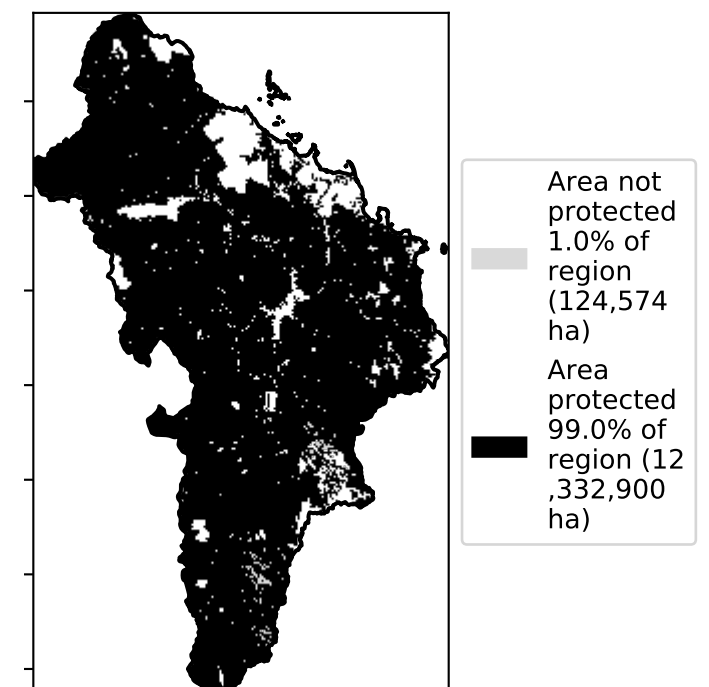 Area not
protected
1.0% of
region
(124,574
ha)
Area
protected
99.0% of
region (12
,332,900
ha)